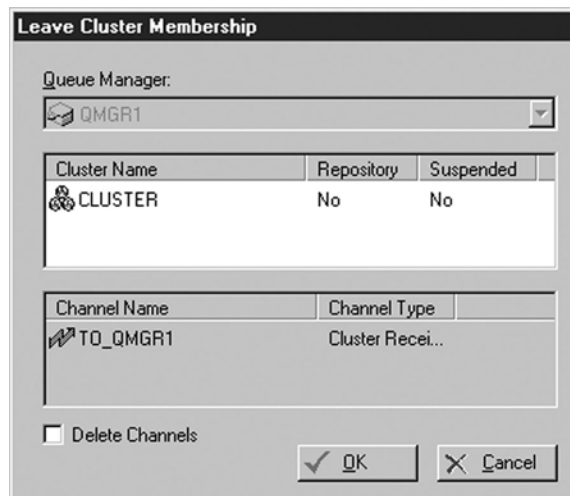 Leave Cluster Membership
Queue Manager:
QMGR1
Cluster Name Repository Suspended
CLUSTER No No
Channel Name Channel Type
TO_QMGR1 Cluster Recei...
Delete Channels
OK Cancel